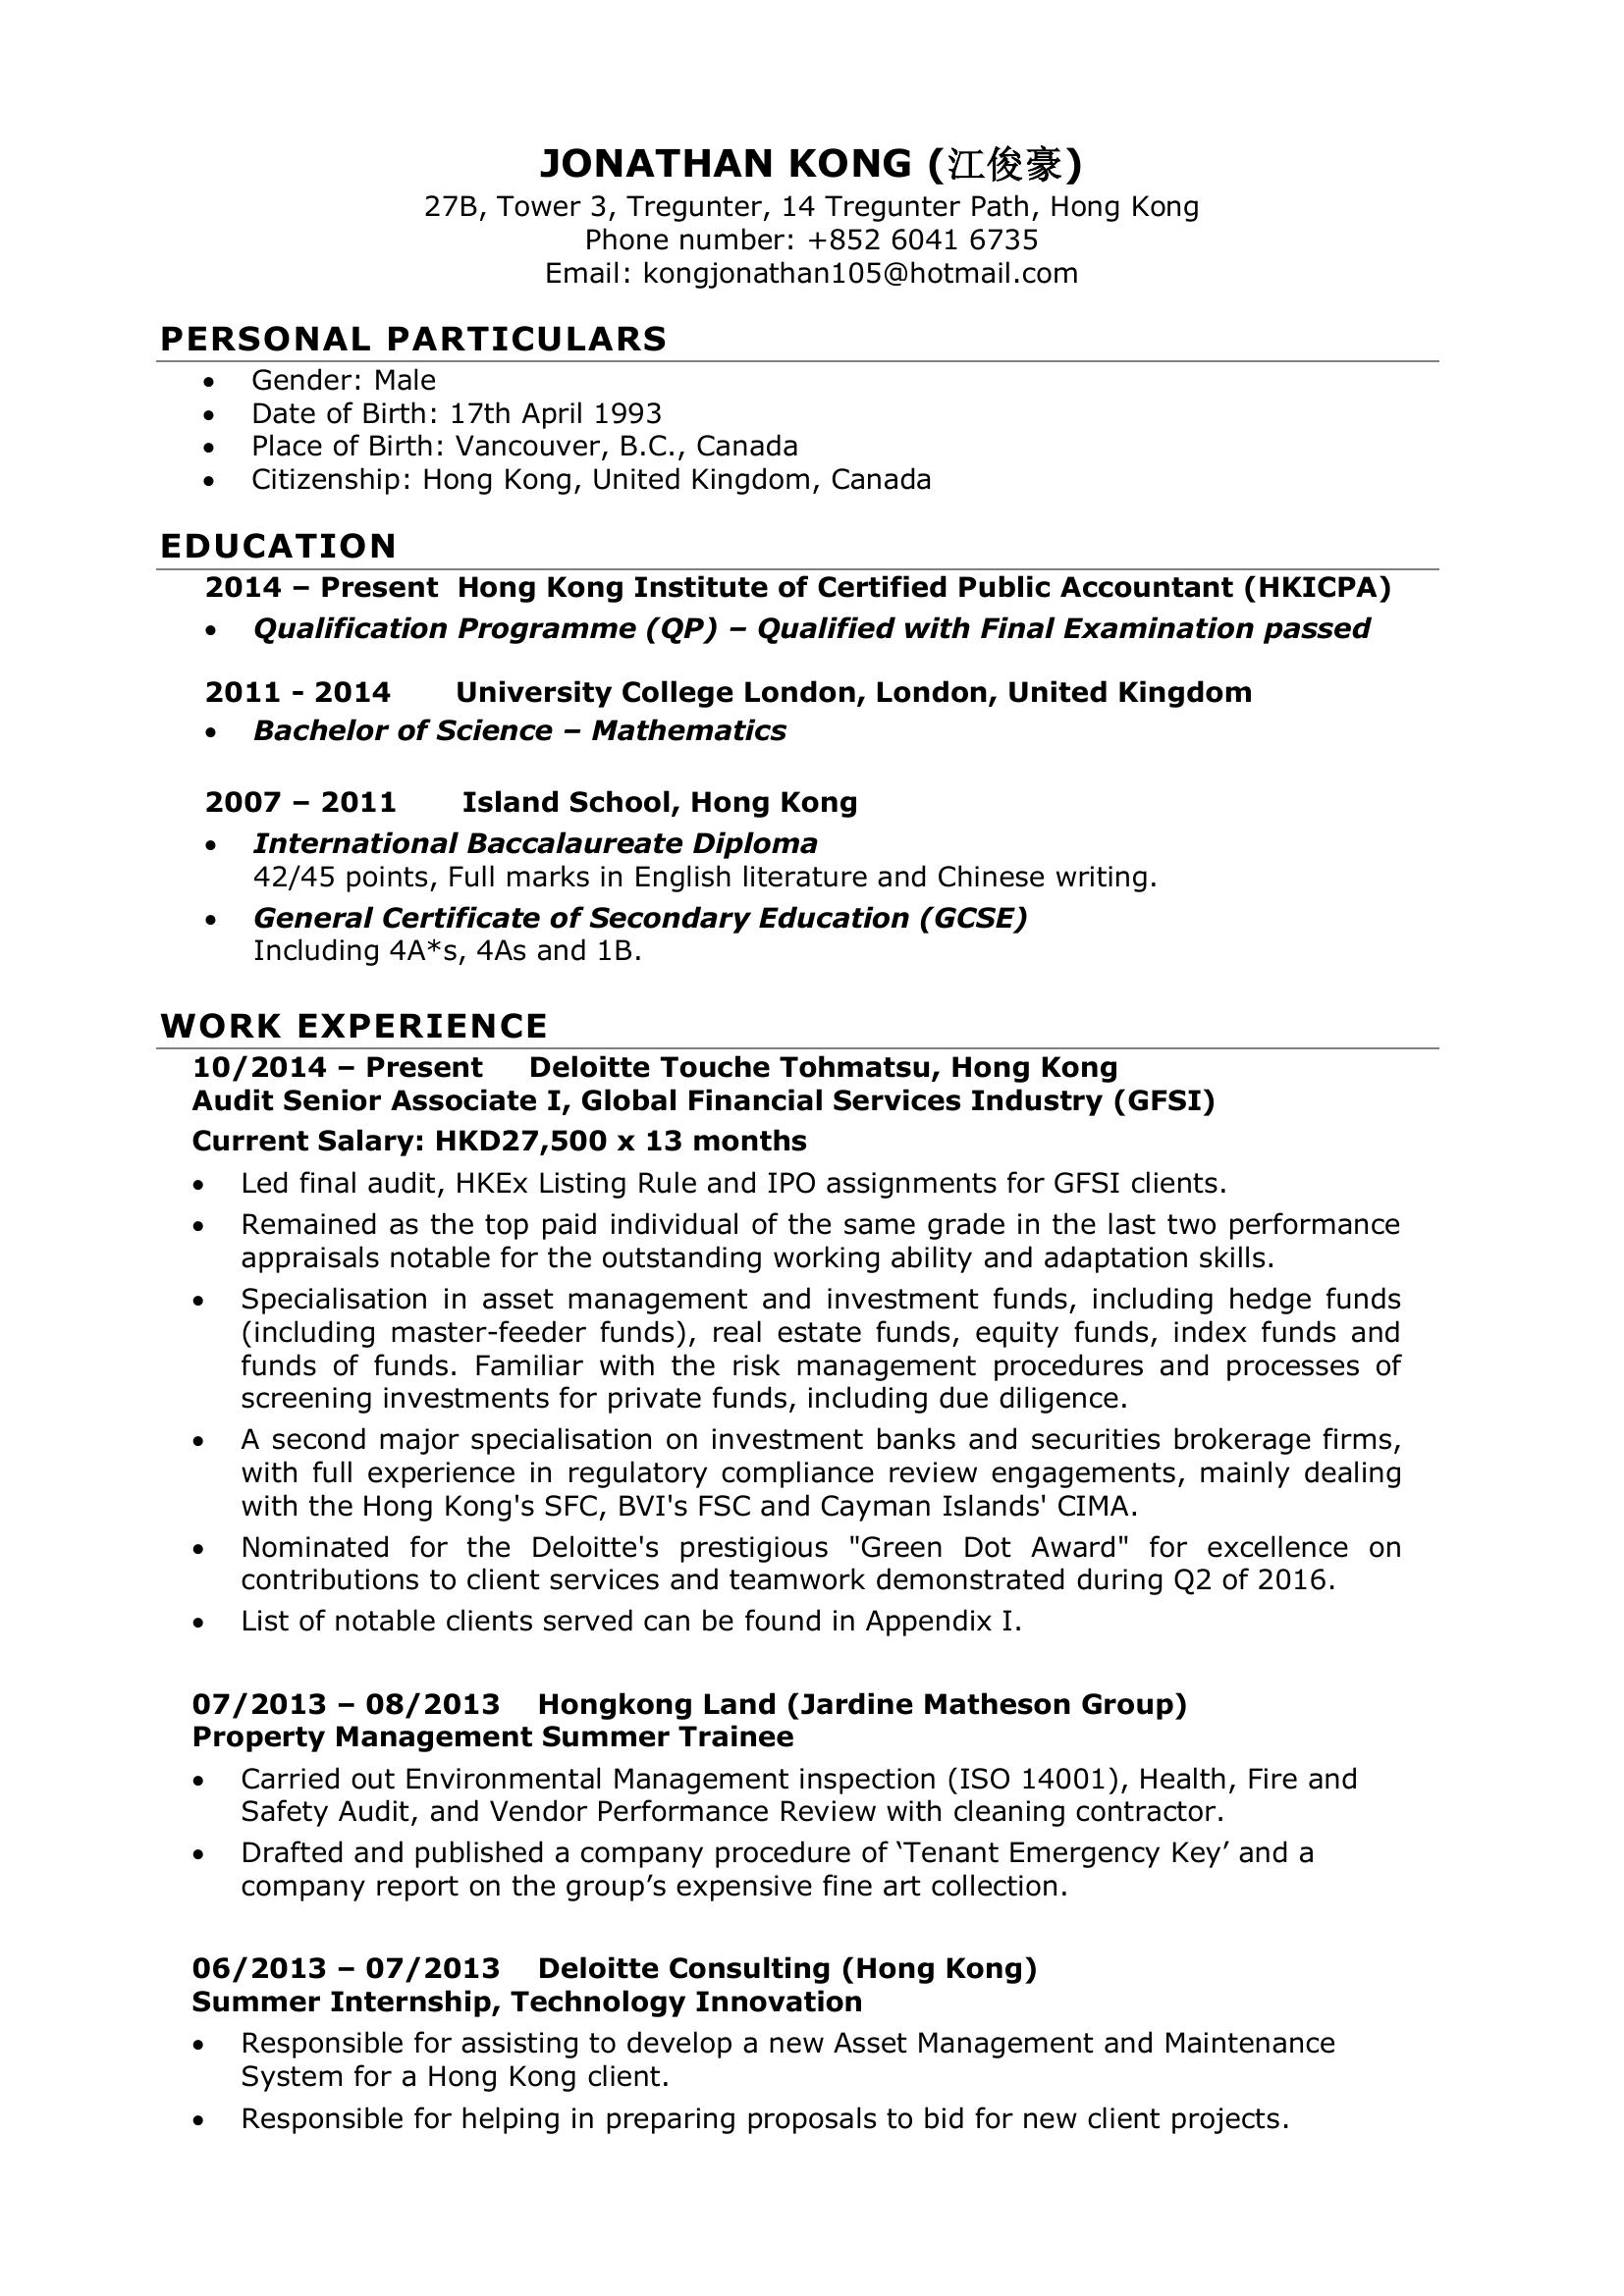 JONATHAN KONG (江俊豪)
27B, Tower 3, Tregunter, 14 Tregunter Path, Hong Kong
Phone number: +852 6041 6735
Email: kongjonathan105@hotmail.com
PERSONAL PARTICULARS
• Gender: Male
• Date of Birth: 17th April 1993
• Place of Birth: Vancouver, B.C., Canada
• Citizenship: Hong Kong, United Kingdom, Canada
EDUCATION
2014 – Present Hong Kong Institute of Certified Public Accountant (HKICPA)
• Qualification Programme (QP) – Qualified with Final Examination passed
2011 - 2014 University College London, London, United Kingdom
• Bachelor of Science – Mathematics
2007 – 2011 Island School, Hong Kong
• International Baccalaureate Diploma
42/45 points, Full marks in English literature and Chinese writing.
• General Certificate of Secondary Education (GCSE)
Including 4A*s, 4As and 1B.
WORK EXPERIENCE
10/2014 – Present Deloitte Touche Tohmatsu, Hong Kong
Audit Senior Associate I, Global Financial Services Industry (GFSI)
Current Salary: HKD27,500 x 13 months
• Led final audit, HKEx Listing Rule and IPO assignments for GFSI clients.
• Remained as the top paid individual of the same grade in the last two performance
appraisals notable for the outstanding working ability and adaptation skills.
• Specialisation in asset management and investment funds, including hedge funds
(including master-feeder funds), real estate funds, equity funds, index funds and
funds of funds. Familiar with the risk management procedures and processes of
screening investments for private funds, including due diligence.
• A second major specialisation on investment banks and securities brokerage firms,
with full experience in regulatory compliance review engagements, mainly dealing
with the Hong Kong's SFC, BVI's FSC and Cayman Islands' CIMA.
• Nominated for the Deloitte's prestigious "Green Dot Award" for excellence on
contributions to client services and teamwork demonstrated during Q2 of 2016.
• List of notable clients served can be found in Appendix I.
07/2013 – 08/2013 Hongkong Land (Jardine Matheson Group)
Property Management Summer Trainee
• Carried out Environmental Management inspection (ISO 14001), Health, Fire and
Safety Audit, and Vendor Performance Review with cleaning contractor.
• Drafted and published a company procedure of ‘Tenant Emergency Key’ and a
company report on the group’s expensive fine art collection.
06/2013 – 07/2013 Deloitte Consulting (Hong Kong)
Summer Internship, Technology Innovation
• Responsible for assisting to develop a new Asset Management and Maintenance
System for a Hong Kong client.
• Responsible for helping in preparing proposals to bid for new client projects.